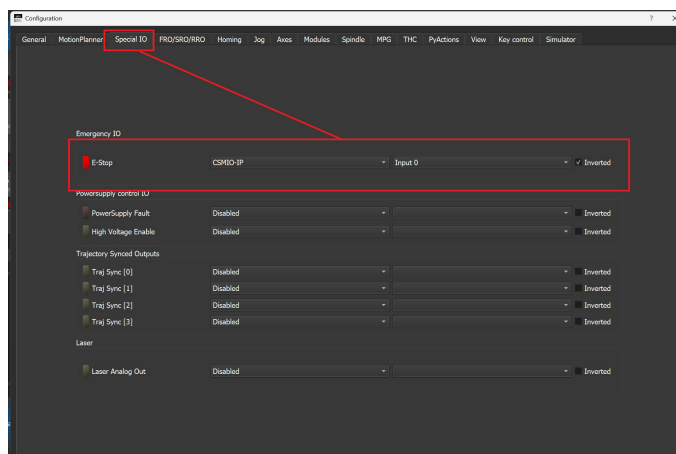 Configuration
General MotionPlanner Special IO FRO/SRO/RRO Homing Jog Axes Modules Spindle MPG THC PyActions View Key control Simulator
Emergency IO
E-Stop CSMIO-IP Input 0 Inverted
Powersupply control IO
PowerSupply Fault Disabled Inverted
High Voltage Enable Disabled Inverted
Trajectory Synced Outputs
Traj Sync [0] Disabled Inverted
Traj Sync [1] Disabled Inverted
Traj Sync [2] Disabled Inverted
Traj Sync [3] Disabled Inverted
Laser
Laser Analog Out Disabled Inverted